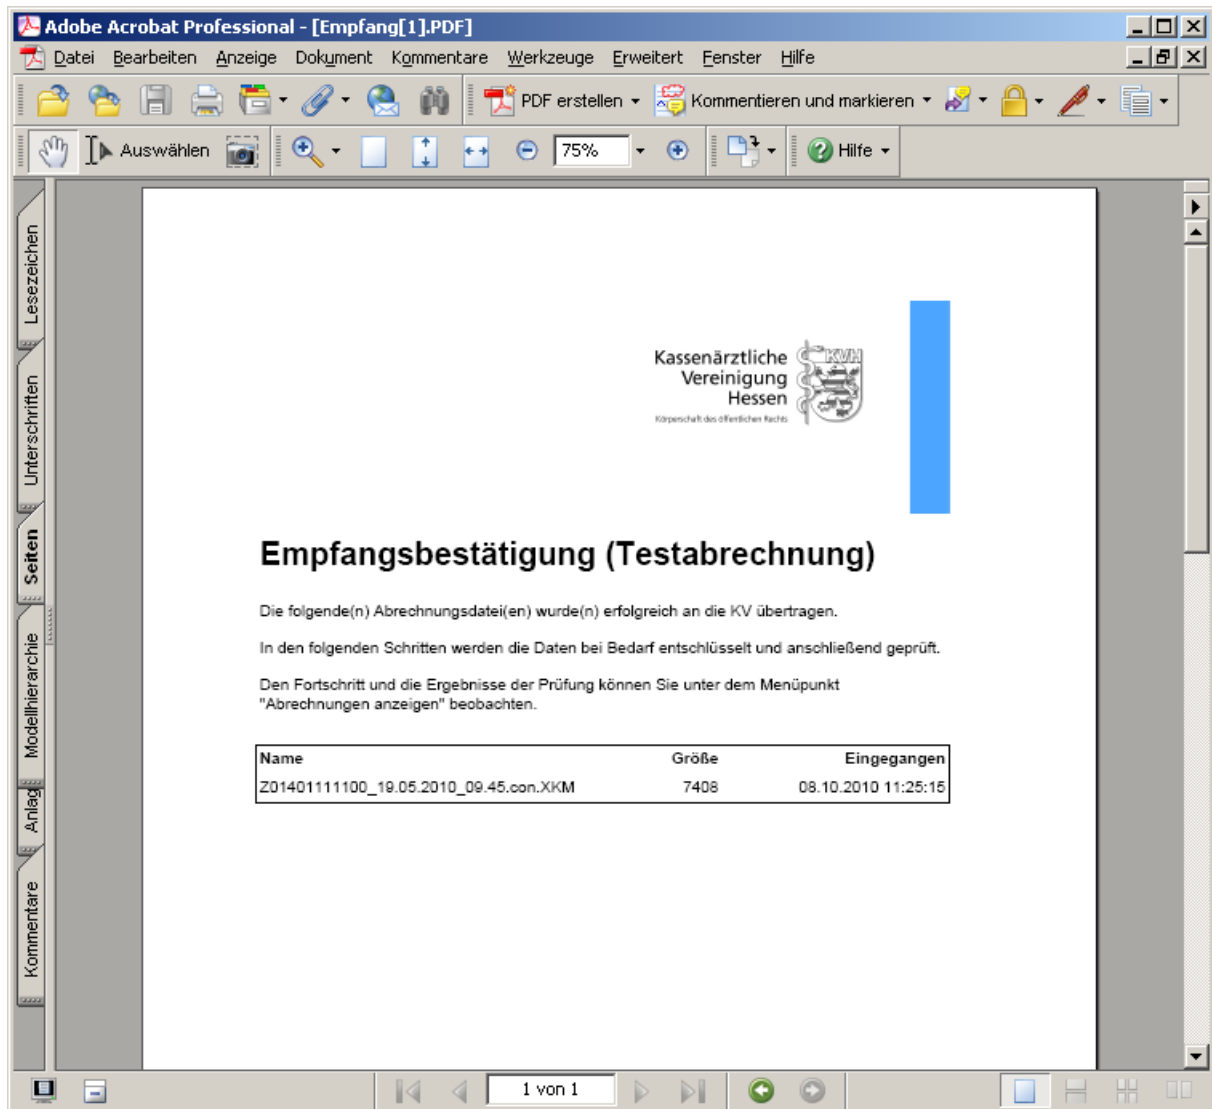 Adobe Acrobat Professional - [Empfang[1].PDF]
Datei Bearbeiten Anzeige Dokument Kommentare Werkzeuge Erweitert Fenster Hilfe
PDF erstellen Kommentieren und markieren
Auswählen 75% Hilfe
Lesezeichen
Unterschriften
Seiten
Modellhierarchie
Anlag
Kommentare
Kassenärztliche
Vereinigung
Hessen
Körperschaft des öffentlichen Rechts
KVH
Empfangsbestätigung (Testabrechnung)
Die folgende(n) Abrechnungsdatei(en) wurde(n) erfolgreich an die KV übertragen.
In den folgenden Schritten werden die Daten bei Bedarf entschlüsselt und anschließend geprüft.
Den Fortschritt und die Ergebnisse der Prüfung können Sie unter dem Menüpunkt
"Abrechnungen anzeigen" beobachten.
Name Größe Eingegangen
Z01401111100_19.05.2010_09.45.con.XKM 7408 08.10.2010 11:25:15
1 von 1